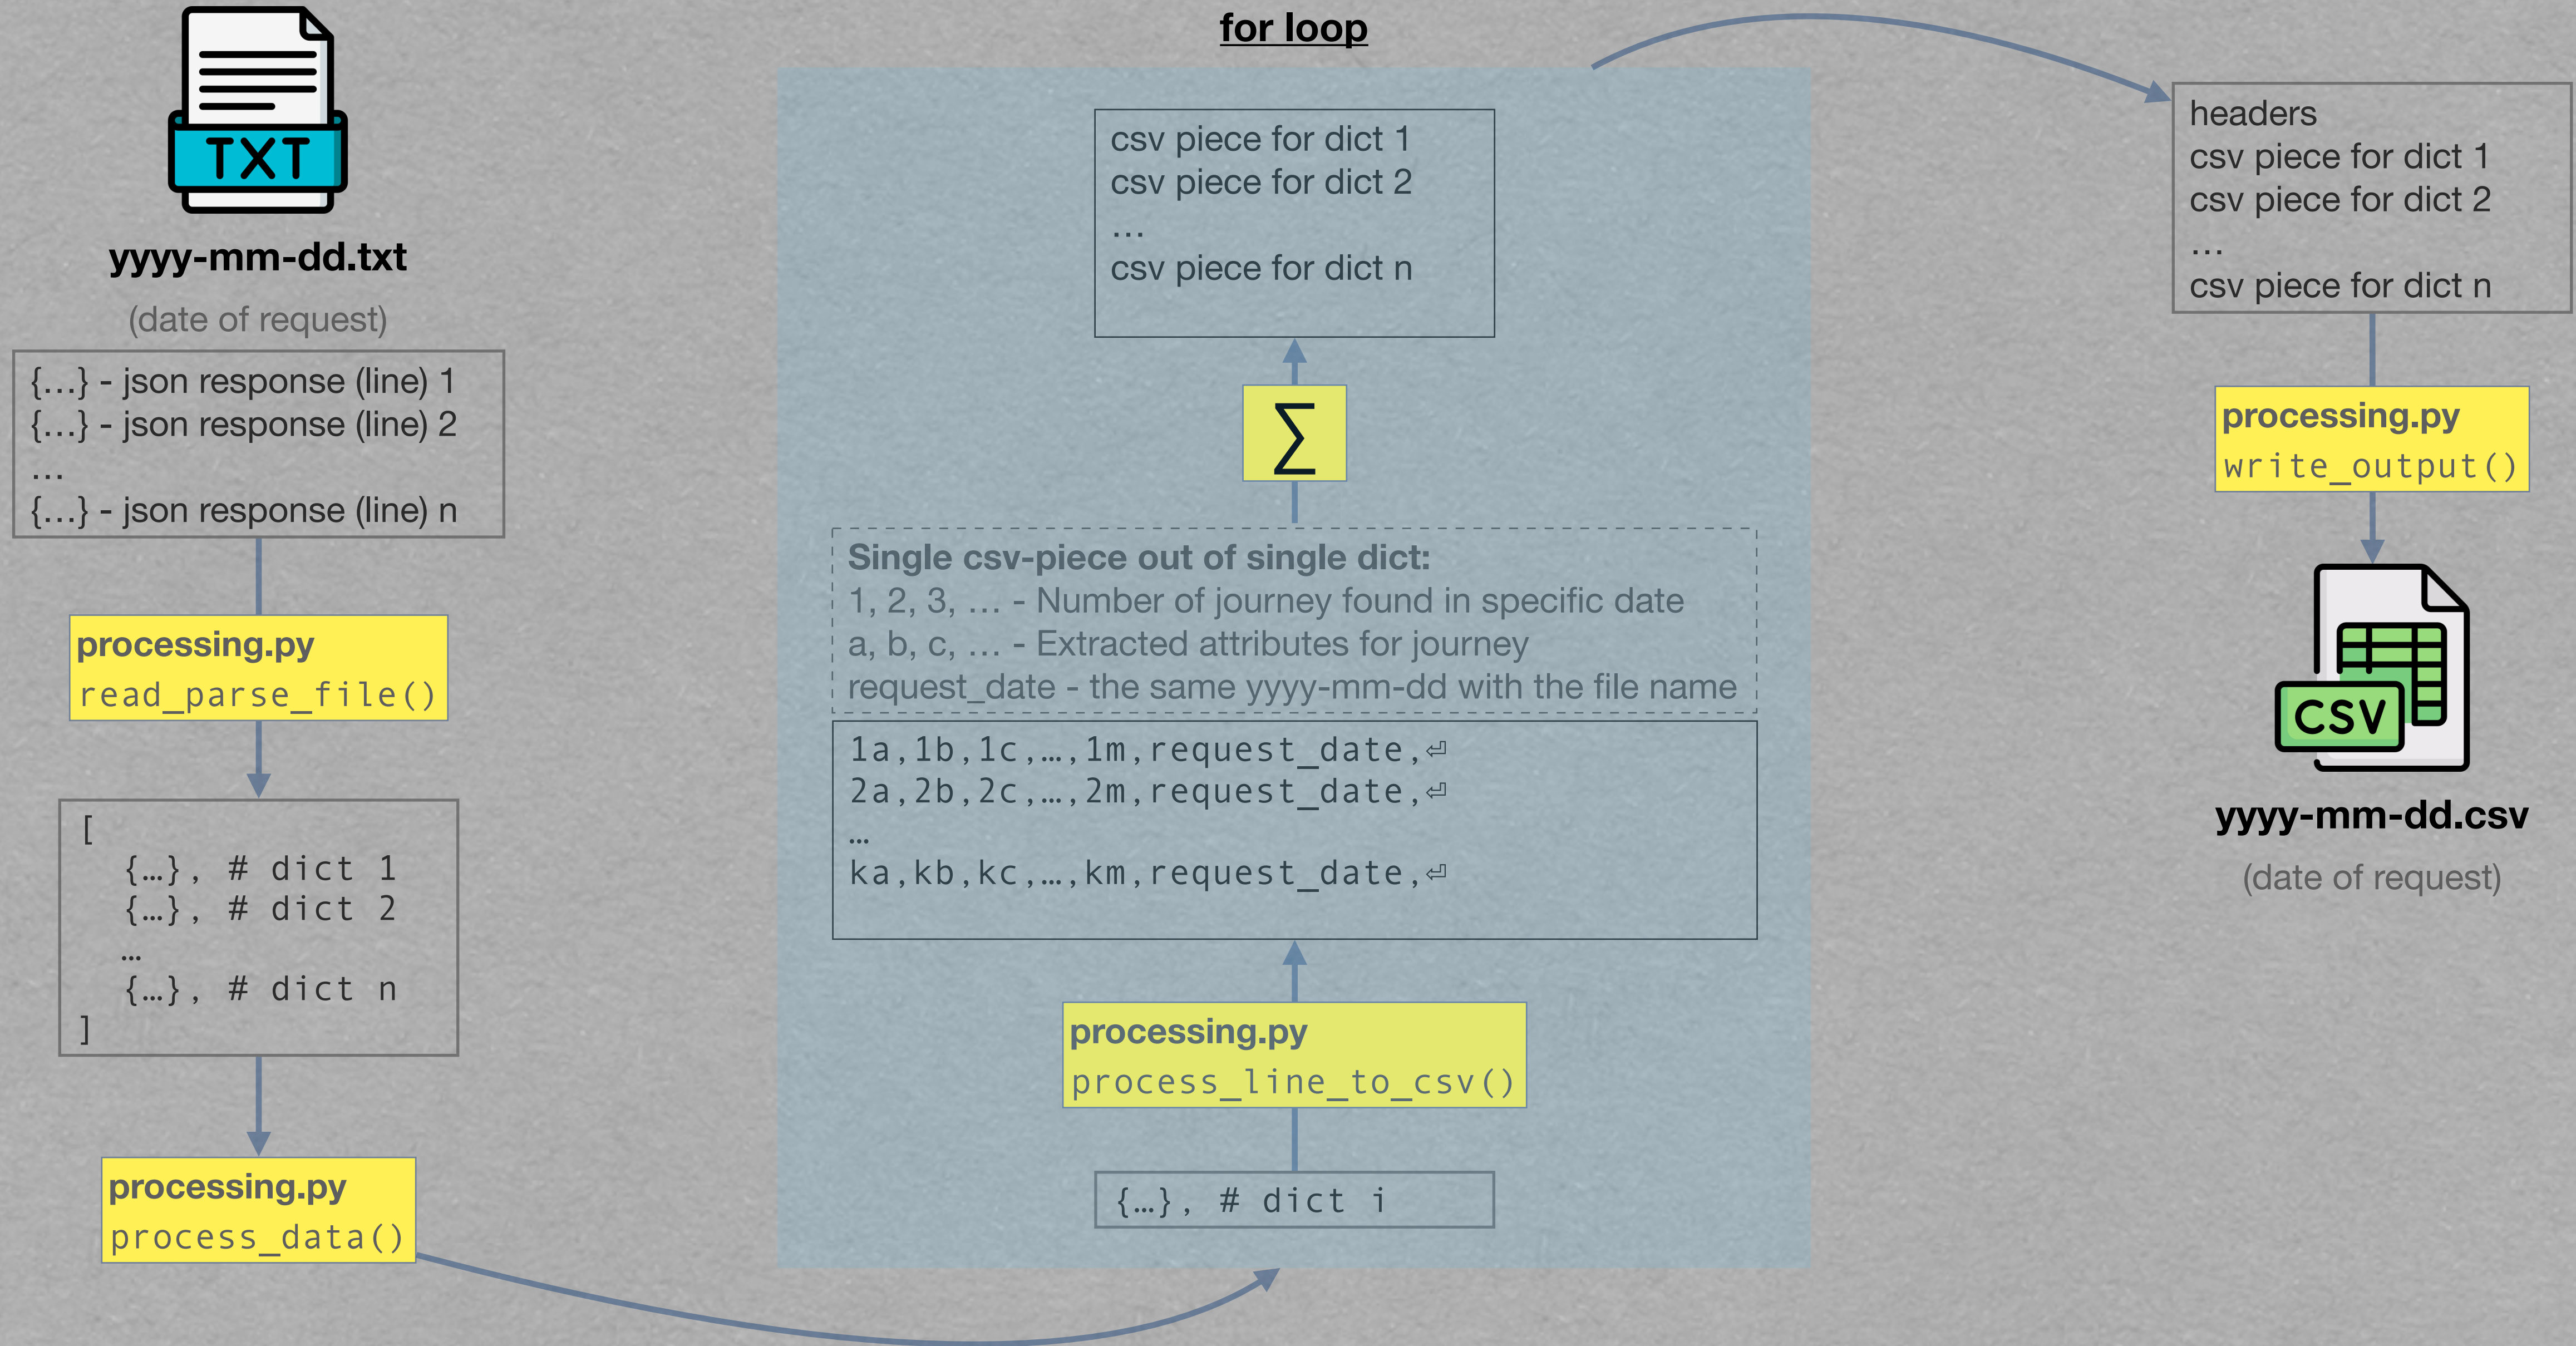 TXT
yyyy-mm-dd.txt
(date of request)
{…} - json response (line) 1
{…} - json response (line) 2
…
{…} - json response (line) n
processing.py
read_parse_file()
[
{…}, # dict 1
{…}, # dict 2
…
{…}, # dict n
]
processing.py
process_data()
for loop
csv piece for dict 1
csv piece for dict 2
…
csv piece for dict n
∑
Single csv-piece out of single dict:
1, 2, 3, … - Number of journey found in specific date
a, b, c, … - Extracted attributes for journey
request_date - the same yyyy-mm-dd with the file name
1a,1b,1c,…,1m,request_date,⏎
2a,2b,2c,…,2m,request_date,⏎
…
ka,kb,kc,…,km,request_date,⏎
processing.py
process_line_to_csv()
{…}, # dict i
headers
csv piece for dict 1
csv piece for dict 2
…
csv piece for dict n
processing.py
write_output()
CSV
yyyy-mm-dd.csv
(date of request)